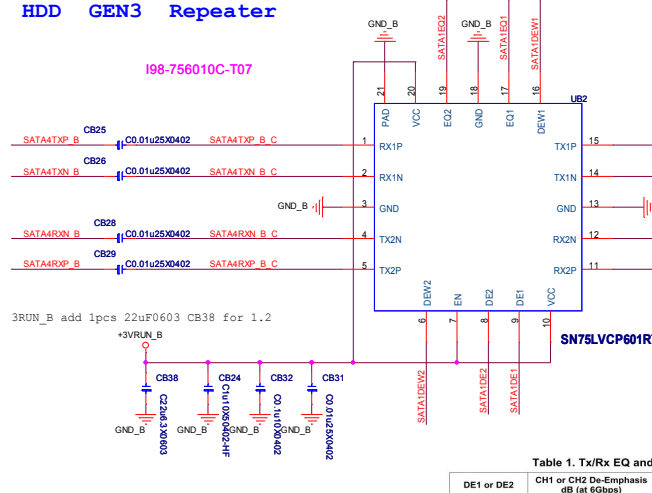 HDD GEN3 Repeater
I98-756010C-T07
GND_B
GND_B
SATA1EQ2
SATA1EQ1
SATA1DEW1
21
20
19
18
17
16
UB2
PAD
VCC
EQ2
GND
EQ1
DEW1
CB25
SATA4TXP_B
C0.01u25X0402
SATA4TXP_B_C
1
RX1P
TX1P
15
CB26
SATA4TXN_B
C0.01u25X0402
SATA4TXN_B_C
2
RX1N
TX1N
14
GND_B
3
GND
GND
13
CB28
SATA4RXN_B
C0.01u25X0402
SATA4RXN_B_C
4
TX2N
RX2N
12
CB29
SATA4RXP_B
C0.01u25X0402
SATA4RXP_B_C
5
TX2P
RX2P
11
DEW2
EN
DE2
DE1
VCC
6
7
8
9
10
3RUN_B add 1pcs 22uF0603 CB38 for 1.2
+3VRUN_B
SN75LVCP601R
SATA1DEW2
SATA1DE2
SATA1DE1
CB38
CB24
CB32
CB31
C22u6.3X0603
C1u10X50402-HF
C0.1u10X0402
C0.01u25X0402
GND_B
GND_B
GND_B
GND_B
Table 1. Tx/Rx EQ and
DE1 or DE2
CH1 or CH2 De-Emphasis
dB (at 6Gbps)